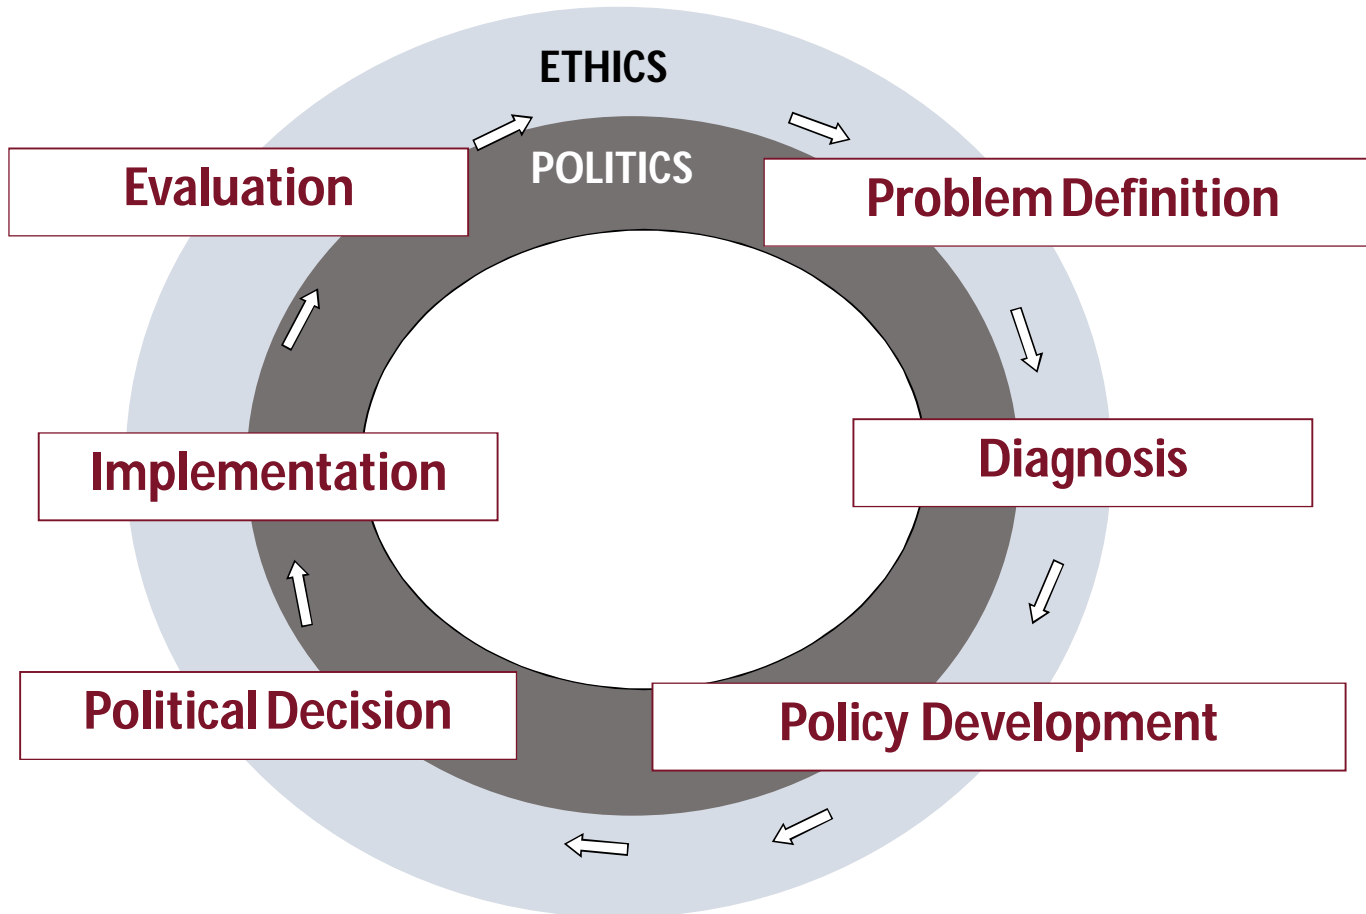 ETHICS
POLITICS
Evaluation
Problem Definition
Implementation
Diagnosis
Political Decision
Policy Development